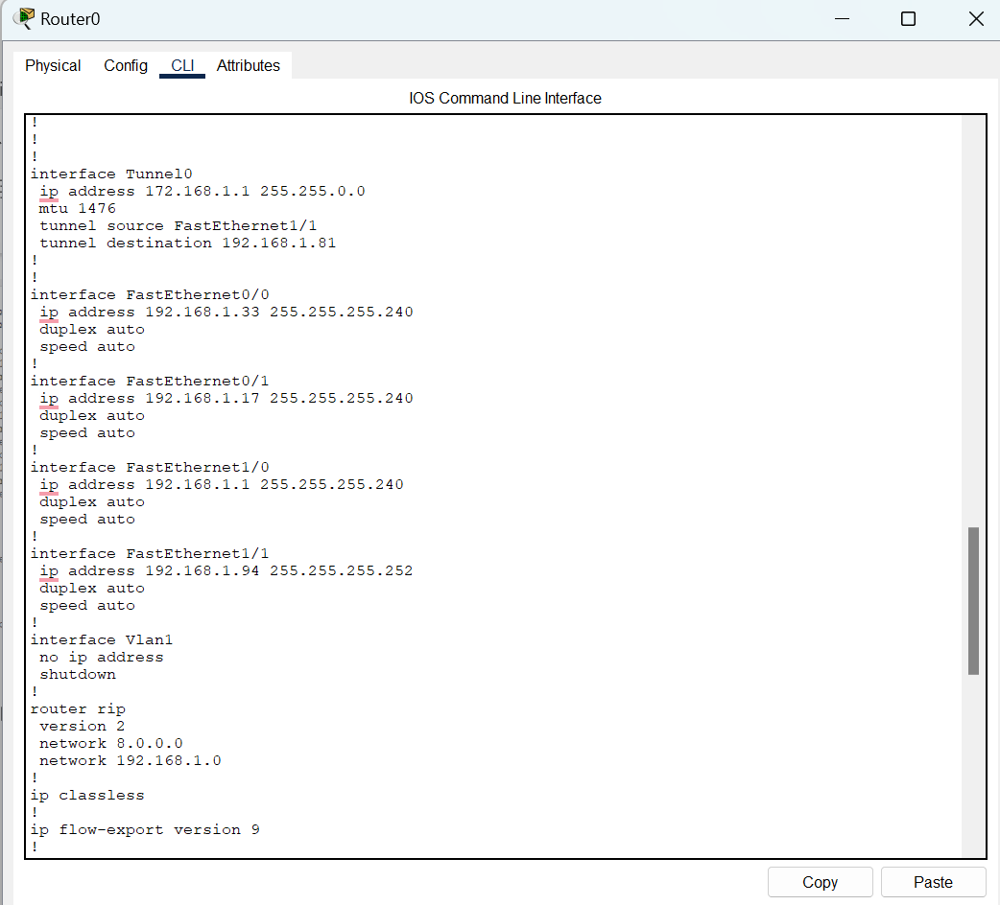 Router0
Physical Config CLI Attributes
IOS Command Line Interface
!
!
!
interface Tunnel0
 ip address 172.168.1.1 255.255.0.0
 mtu 1476
 tunnel source FastEthernet1/1
 tunnel destination 192.168.1.81
!
!
interface FastEthernet0/0
 ip address 192.168.1.33 255.255.255.240
 duplex auto
 speed auto
!
interface FastEthernet0/1
 ip address 192.168.1.17 255.255.255.240
 duplex auto
 speed auto
!
interface FastEthernet1/0
 ip address 192.168.1.1 255.255.255.240
 duplex auto
 speed auto
!
interface FastEthernet1/1
 ip address 192.168.1.94 255.255.255.252
 duplex auto
 speed auto
!
interface Vlan1
 no ip address
 shutdown
!
router rip
 version 2
 network 8.0.0.0
 network 192.168.1.0
!
ip classless
!
ip flow-export version 9
!
Copy Paste